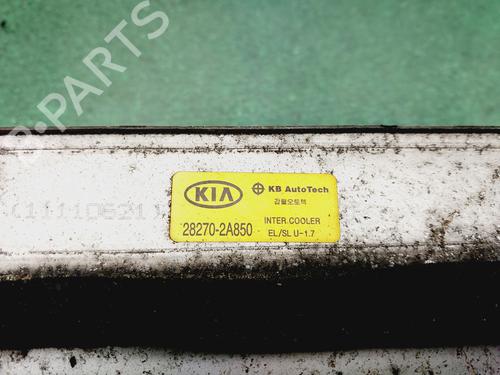 B-PARTS
KIA
KB AutoTech
갑을오토텍
28270-2A850
INTER.COOLER
EL/SL U-1.7